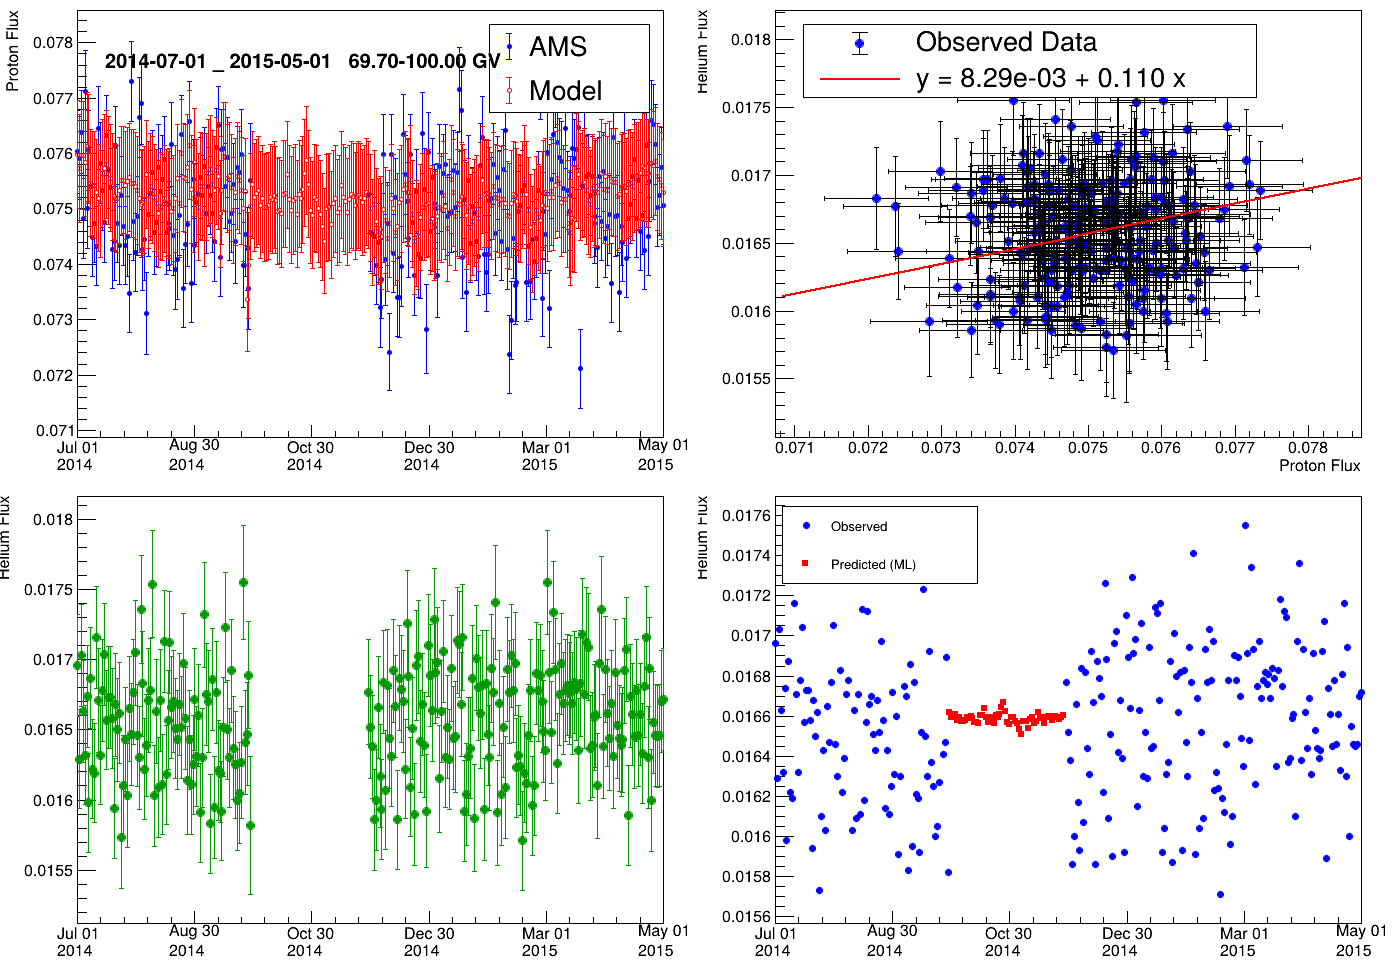 Proton Flux
0.078
0.077
0.076
0.075
0.074
0.073
0.072
0.071
2014-07-01 _ 2015-05-01 69.70-100.00 GV
AMS
Model
Jul 01
2014
Aug 30
2014
Oct 30
2014
Dec 30
2014
Mar 01
2015
May 01
2015
Helium Flux
0.018
0.0175
0.017
0.0165
0.016
0.0155
Observed Data
y = 8.29e-03 + 0.110 x
0.071
0.072
0.073
0.074
0.075
0.076
0.077
0.078
Proton Flux
Helium Flux
0.018
0.0175
0.017
0.0165
0.016
0.0155
Jul 01
2014
Aug 30
2014
Oct 30
2014
Dec 30
2014
Mar 01
2015
May 01
2015
Helium Flux
0.0176
0.0174
0.0172
0.017
0.0168
0.0166
0.0164
0.0162
0.016
0.0158
0.0156
Observed
Predicted (ML)
Jul 01
2014
Aug 30
2014
Oct 30
2014
Dec 30
2014
Mar 01
2015
May 01
2015